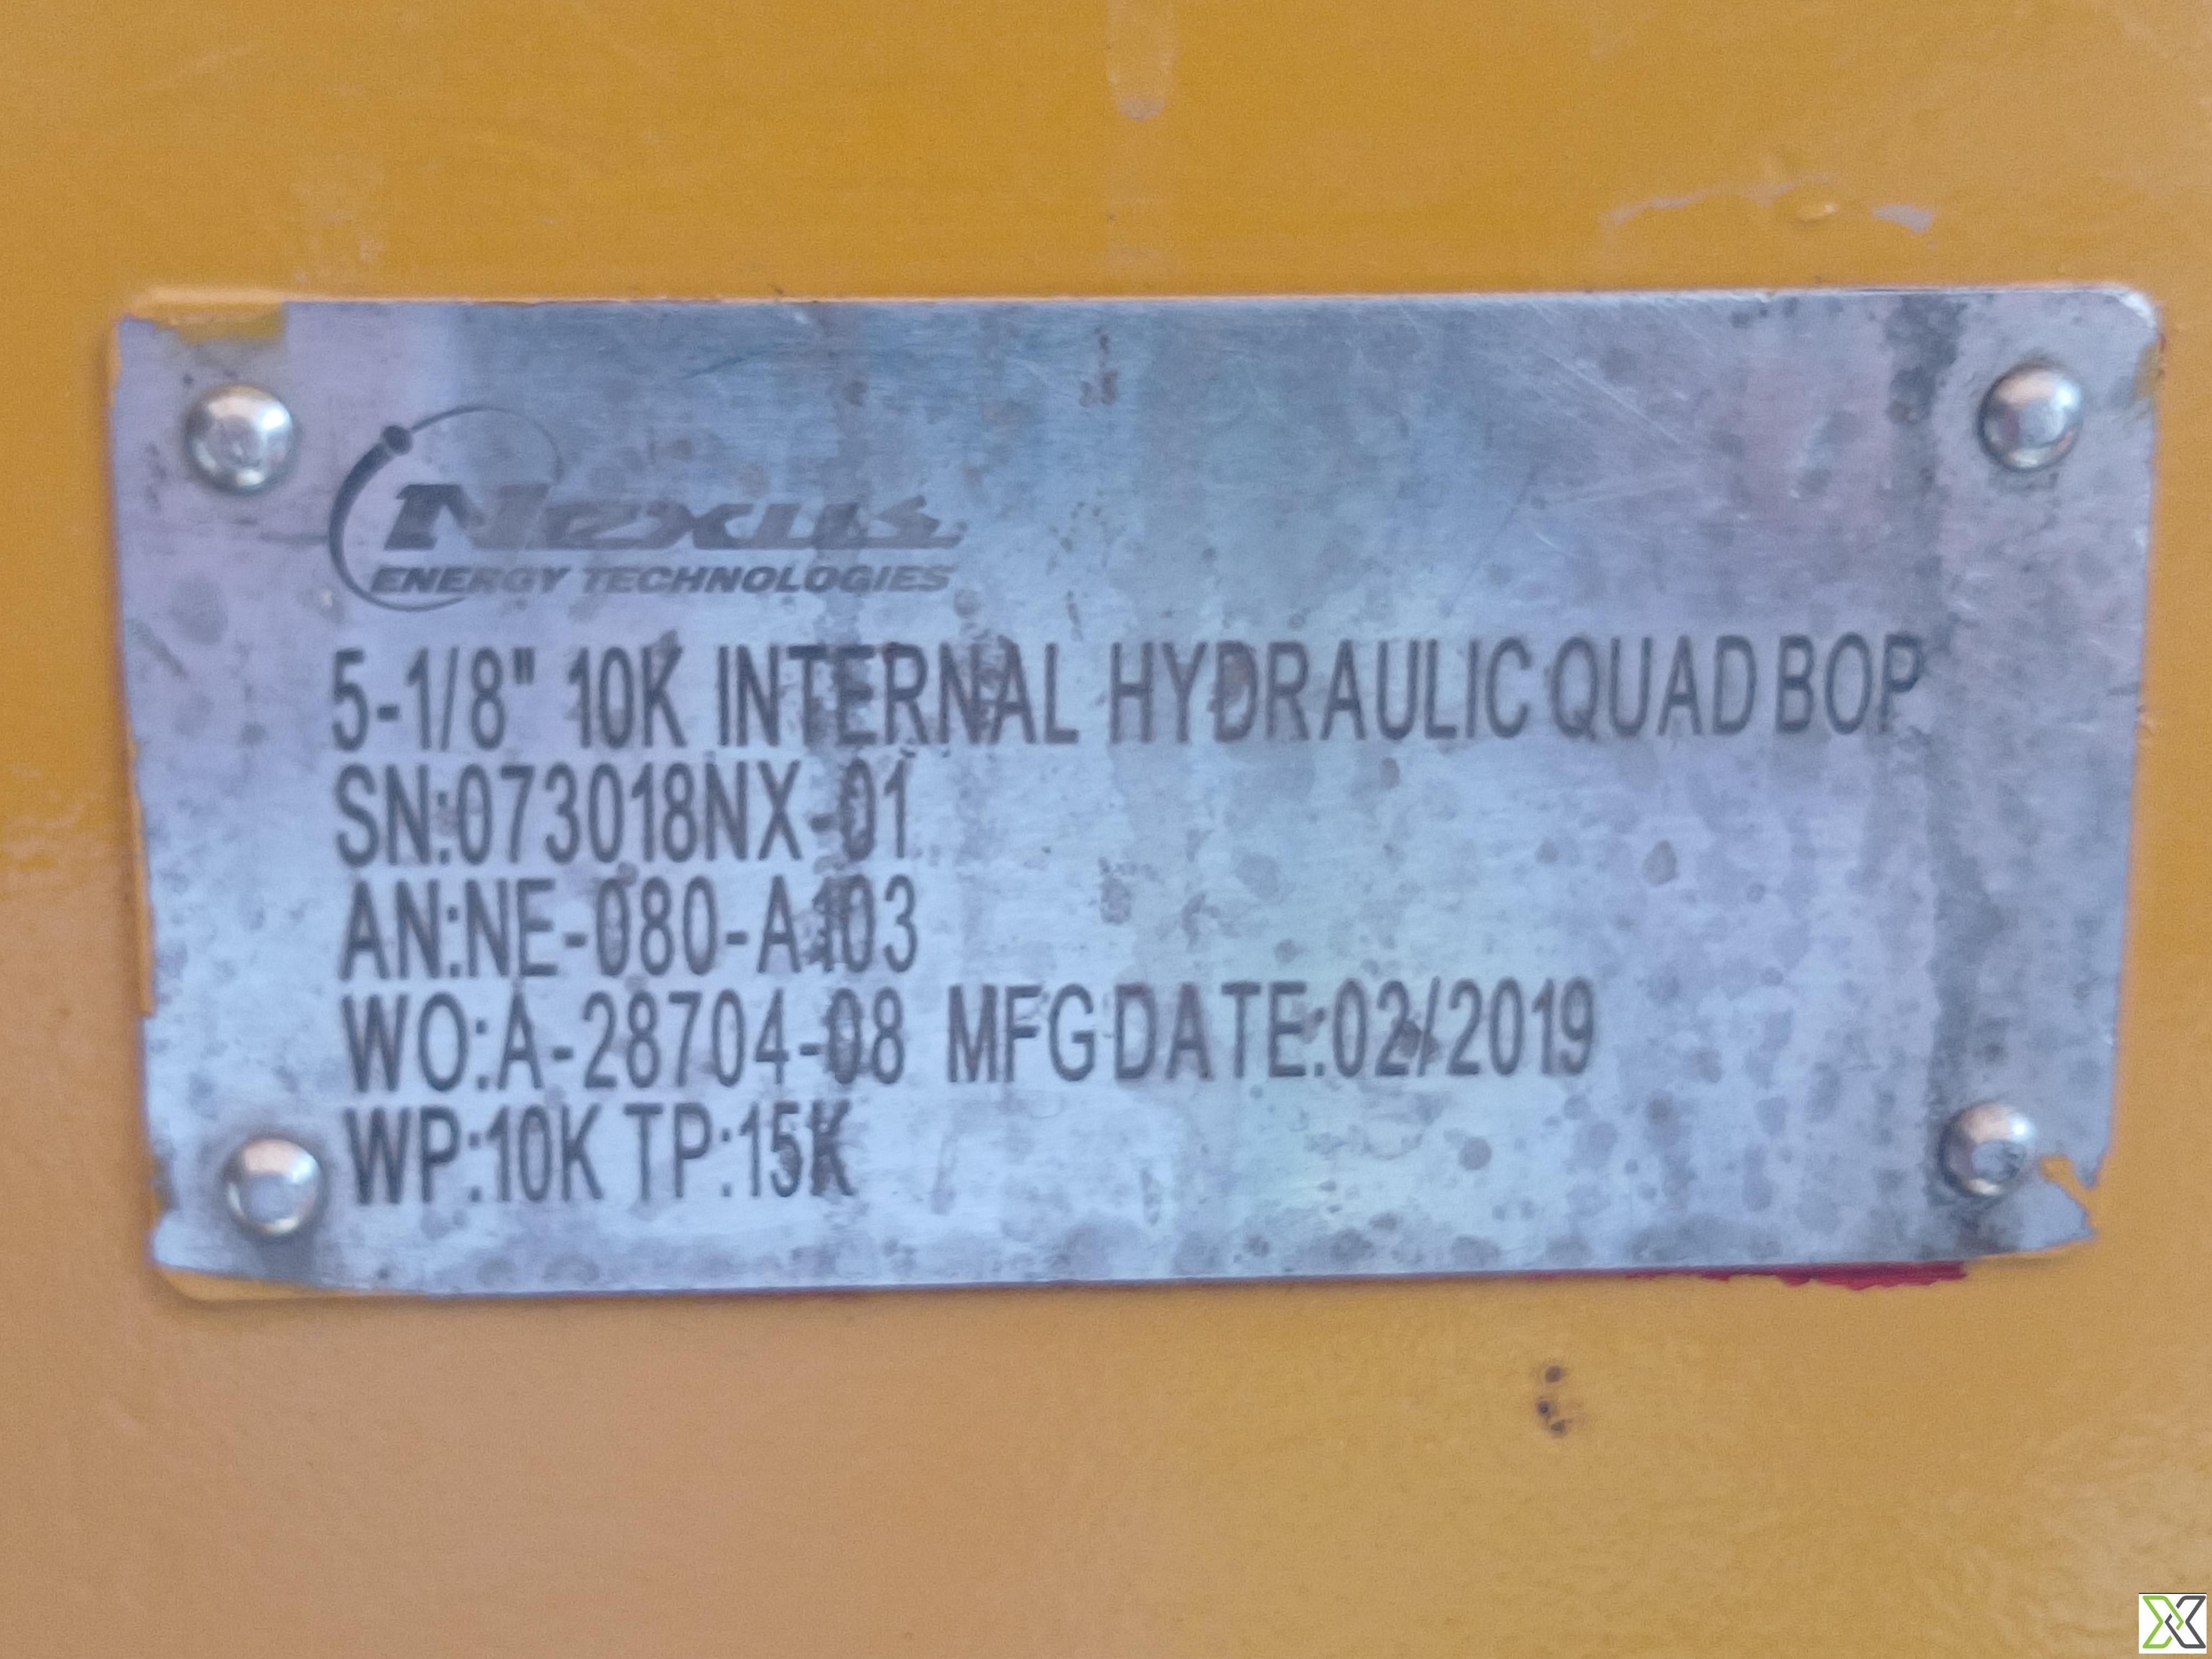 NEXUS
ENERGY TECHNOLOGIES
5-1/8" 10K INTERNAL HYDRAULIC QUAD BOP
SN:073018NX-01
AN:NE-080-A103
WO:A-28704-08 MFG DATE:02/2019
WP:10K TP:15K